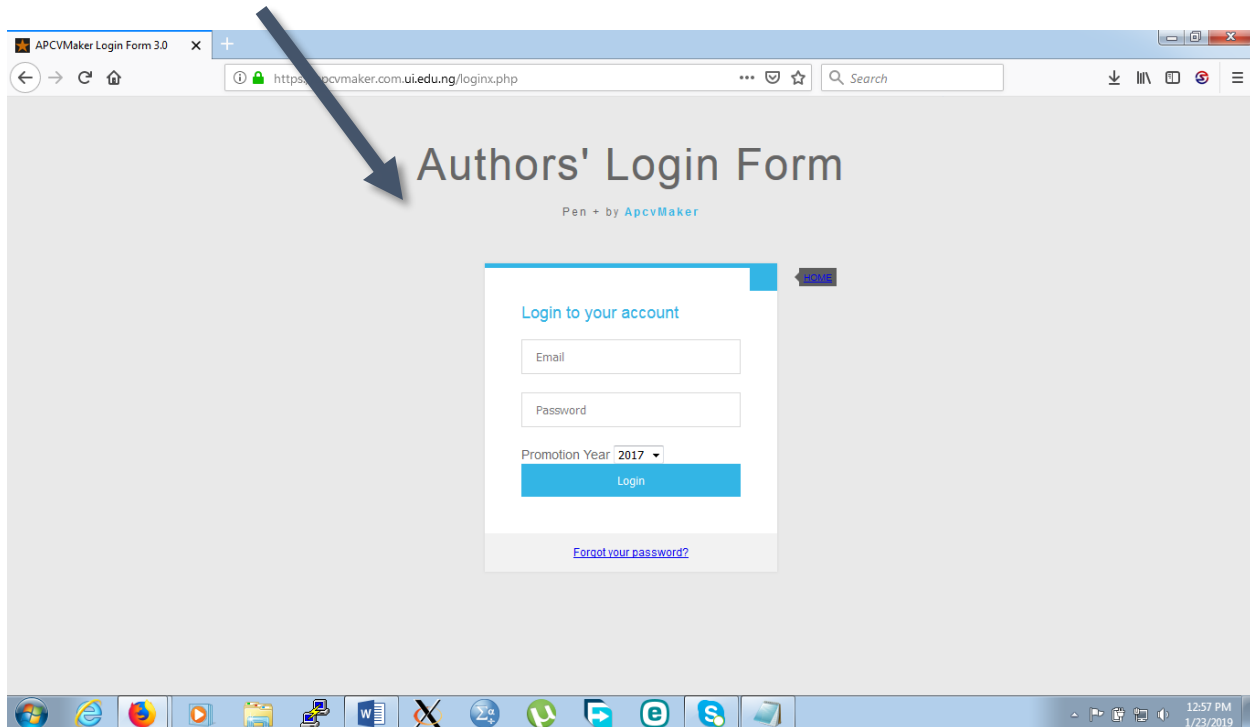 APCVMaker Login Form 3.0
.com.ui.edu.ng/loginx.php
Search
Authors' Login Form
Pen + by ApcvMaker
HOME
Login to your account
Email
Password
Promotion Year 2017
Login
Forgot your password?
12:57 PM
1/23/2019